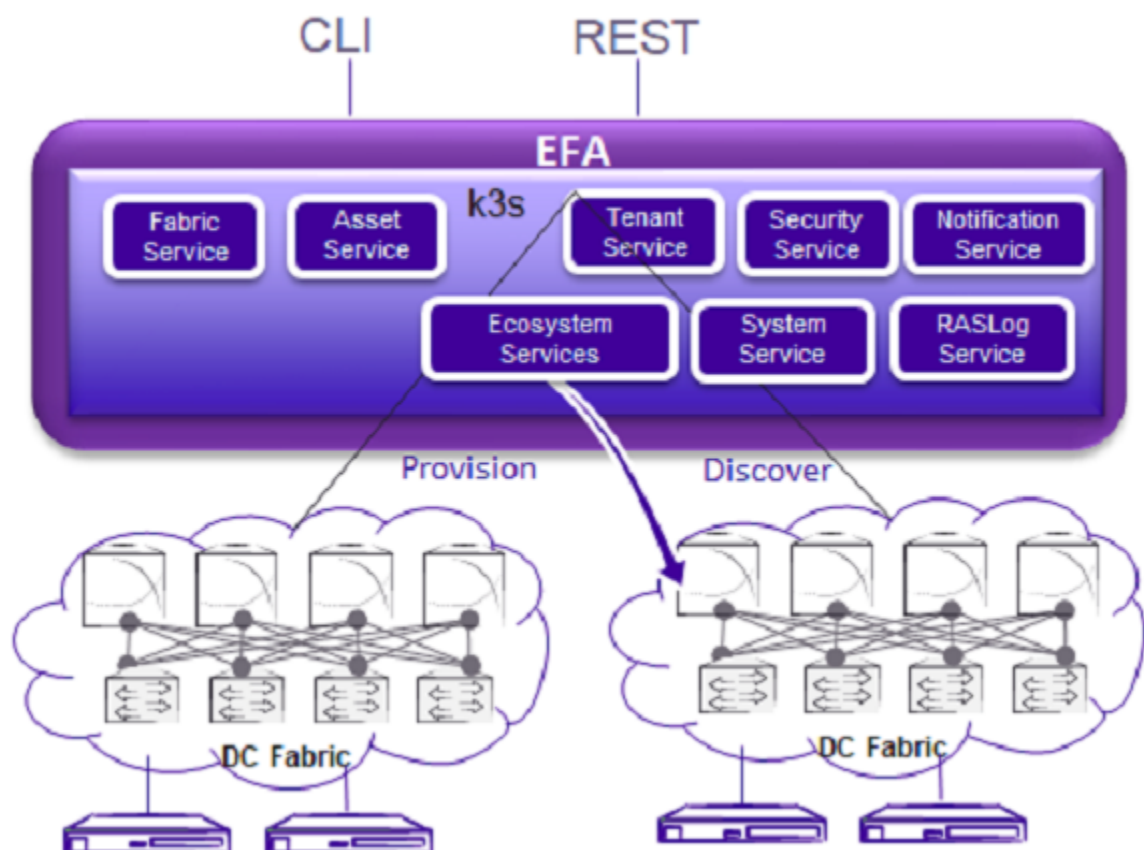 CLI
REST
EFA
k3s
Fabric
Service
Asset
Service
Tenant
Service
Security
Service
Notification
Service
Ecosystem
Services
System
Service
RASLog
Service
Provision
Discover
DC Fabric
DC Fabric